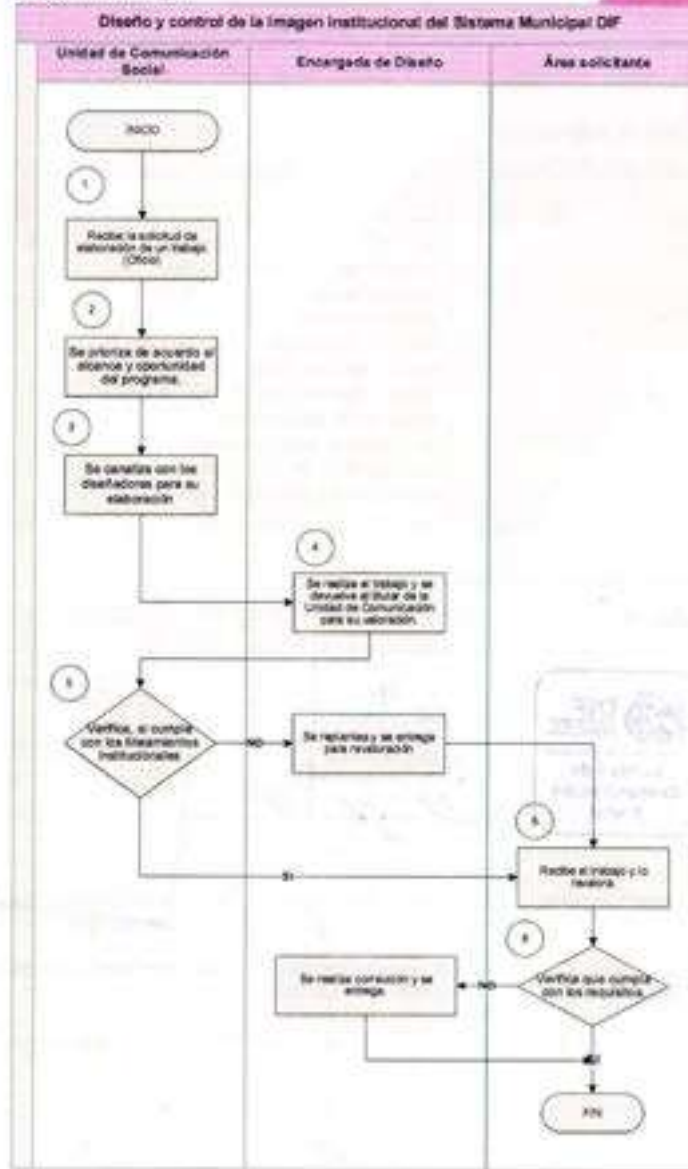 Diseño y control de la imagen institucional del Sistema Municipal DIF
Unidad de Comunicación
Social
Encargada de Diseño
Área solicitante
INICIO
1
Recibe la solicitud de
elaboración de un trabajo
(Oficio)
2
Se prioriza de acuerdo al
alcance y oportunidad
del programa.
3
Se canaliza con los
diseñadores para su
elaboración
4
Se realiza el trabajo y se
devuelve al titular de la
Unidad de Comunicación
para su valoración.
5
Verifica, si cumple
con los lineamientos
institucionales
NO
Se replantea y se entrega
para revaloración
SI
Recibe el trabajo y lo
revalora.
Verifica que cumpla
con los requisitos.
NO
Se realiza corrección y se
entrega.
FIN